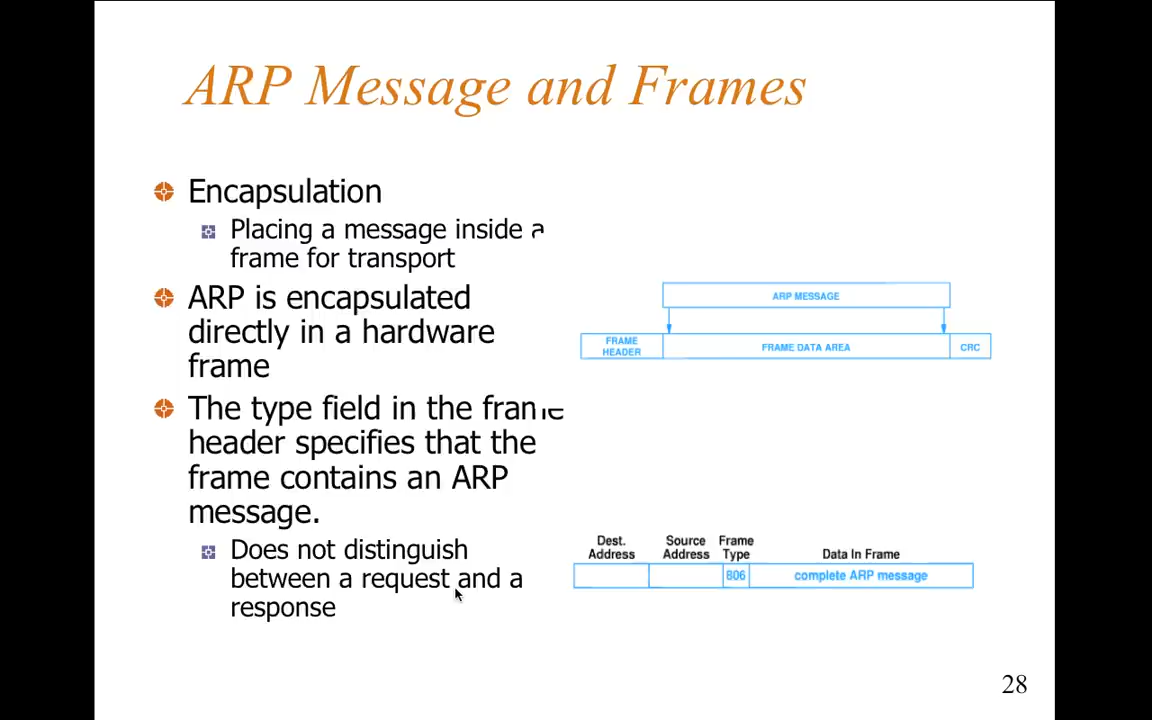 ARP Message and Frames
Encapsulation
Placing a message inside a
frame for transport
ARP is encapsulated
directly in a hardware
frame
The type field in the frame
header specifies that the
frame contains an ARP
message.
Does not distinguish
between a request and a
response
ARP MESSAGE
FRAME
HEADER
FRAME DATA AREA
CRC
Dest.
Address
Source
Address
Frame
Type
Data In Frame
806
complete ARP message
28